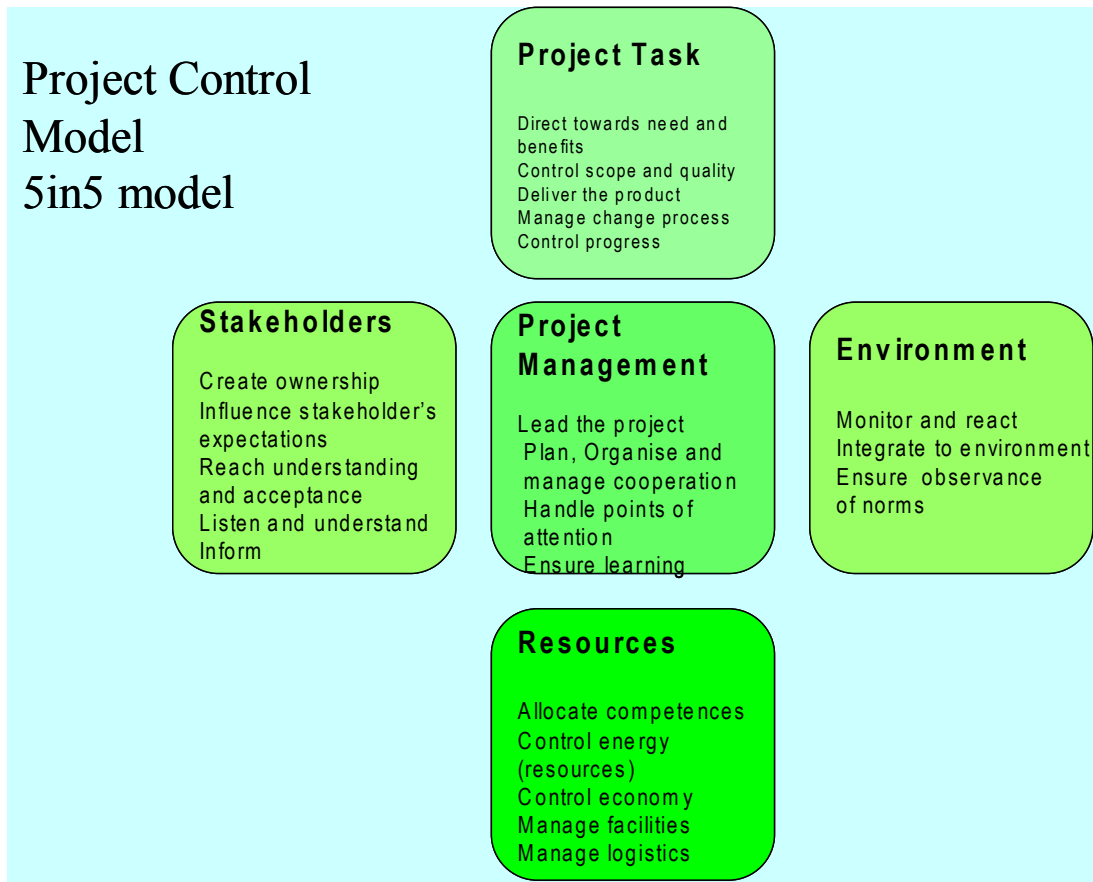 Project Control
Model
5in5 model
Project Task
Direct towards need and
benefits
Control scope and quality
Deliver the product
Manage change process
Control progress
Stakeholders
Create ownership
Influence stakeholder’s
expectations
Reach understanding
and acceptance
Listen and understand
Inform
Project
Management
Lead the project
Plan, Organise and
manage cooperation
Handle points of
attention
Ensure learning
Environment
Monitor and react
Integrate to environment
Ensure observance
of norms
Resources
Allocate competences
Control energy
(resources)
Control economy
Manage facilities
Manage logistics